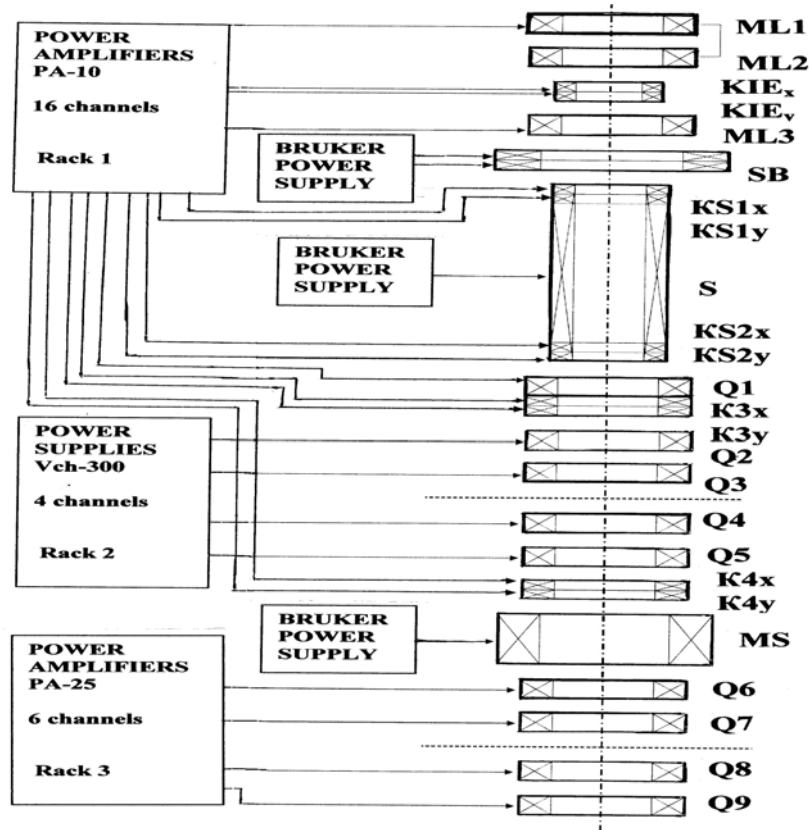 POWER
AMPLIFIERS
PA-10
16 channels
Rack 1
ML1
ML2
KIEx
KIEv
ML3
BRUKER
POWER
SUPPLY
SB
KS1x
KS1y
BRUKER
POWER
SUPPLY
S
KS2x
KS2y
Q1
K3x
K3y
POWER
SUPPLIES
Vch-300
4 channels
Rack 2
Q2
Q3
Q4
Q5
K4x
K4y
BRUKER
POWER
SUPPLY
MS
POWER
AMPLIFIERS
PA-25
6 channels
Rack 3
Q6
Q7
Q8
Q9